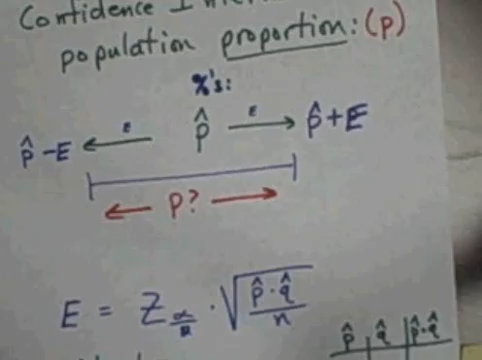 Confidence I
population proportion: (p)
%'s:
p̂ -E ← E p̂ E → p̂+E
← P? →
E = Z α/2 · √(p̂·q̂/n)
p̂ | q̂ | p̂·q̂